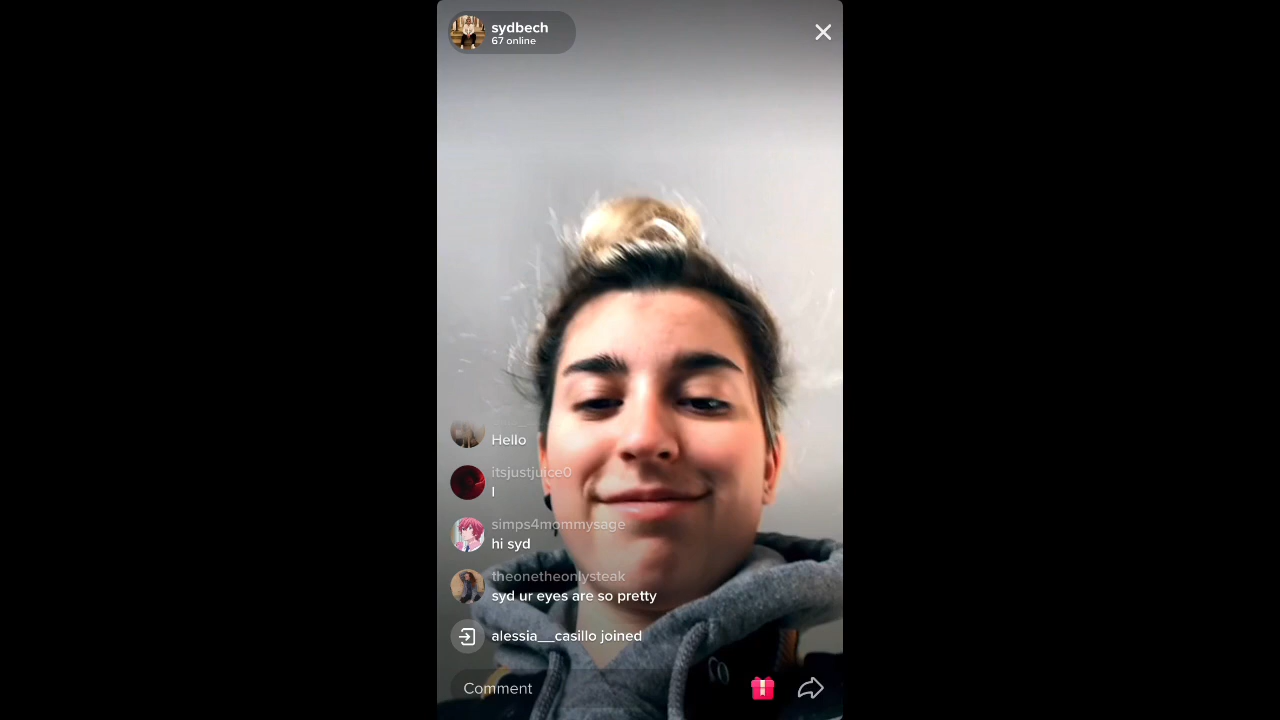 sydbech
67 online
Hello
itsjustjuice0
I
simps4mommysage
hi syd
theonetheonlysteak
syd ur eyes are so pretty
alessia__casillo joined
Comment